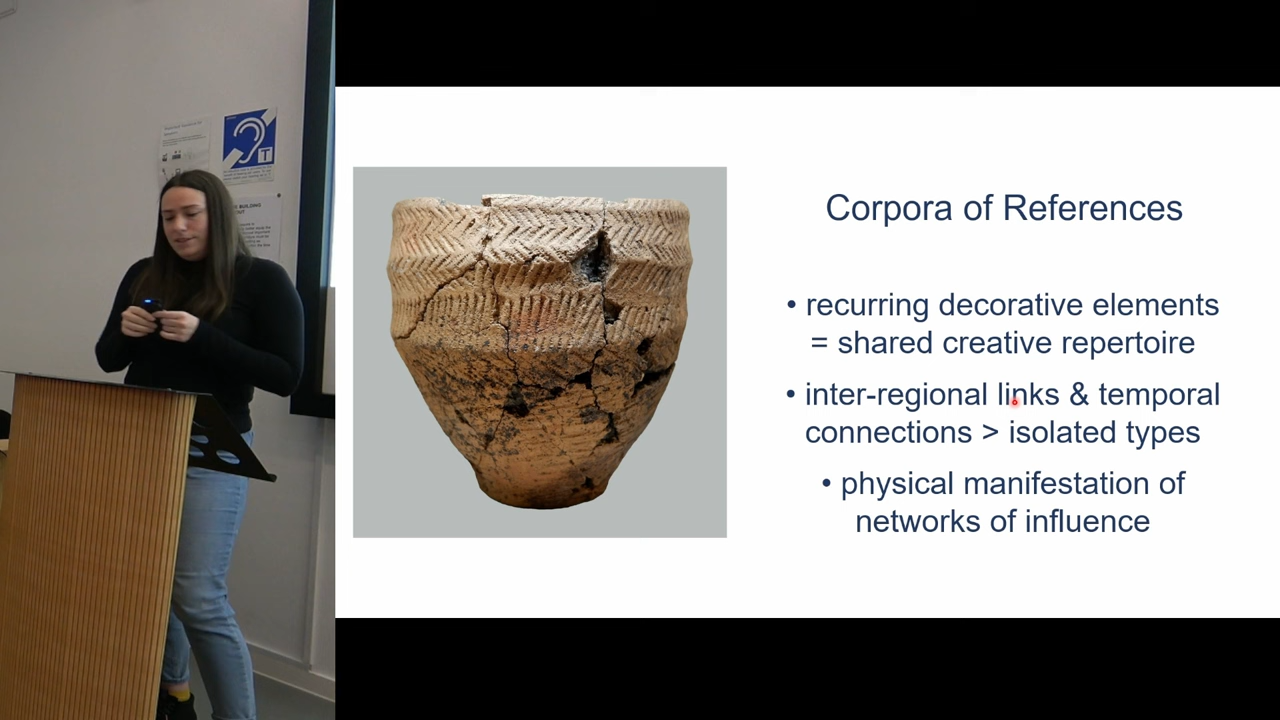 T
BUILDING
Corpora of References
• recurring decorative elements
= shared creative repertoire
• inter-regional links & temporal
connections > isolated types
• physical manifestation of
networks of influence